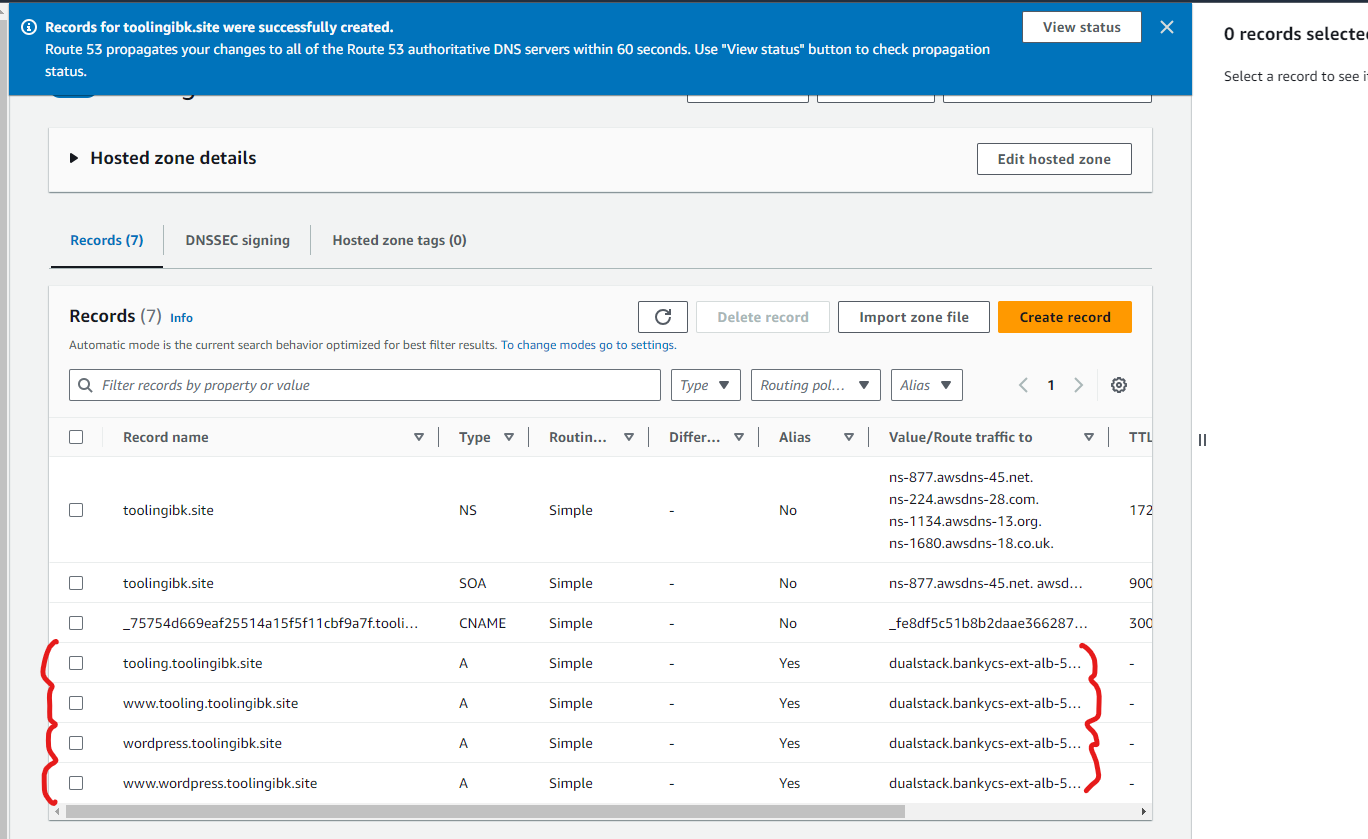 Records for toolingibk.site were successfully created.
Route 53 propagates your changes to all of the Route 53 authoritative DNS servers within 60 seconds. Use "View status" button to check propagation
status.
View status
0 records selected
Select a record to see
Hosted zone details
Edit hosted zone
Records (7)
DNSSEC signing
Hosted zone tags (0)
Records (7) Info
Delete record
Import zone file
Create record
Automatic mode is the current search behavior optimized for best filter results. To change modes go to settings.
Filter records by property or value
Type
Routing pol...
Alias
1
Record name Type Routin... Differ... Alias Value/Route traffic to TTL
ns-877.awsdns-45.net.
ns-224.awsdns-28.com.
toolingibk.site NS Simple - No 172
ns-1134.awsdns-13.org.
ns-1680.awsdns-18.co.uk.
toolingibk.site SOA Simple - No ns-877.awsdns-45.net. awsd... 900
_75754d669eaf25514a15f5f11cbf9a7f.tooli... CNAME Simple - No _fe8df5c51b8b2daae366287... 300
tooling.toolingibk.site A Simple - Yes dualstack.bankycs-ext-alb-5... -
www.tooling.toolingibk.site A Simple - Yes dualstack.bankycs-ext-alb-5... -
wordpress.toolingibk.site A Simple - Yes dualstack.bankycs-ext-alb-5... -
www.wordpress.toolingibk.site A Simple - Yes dualstack.bankycs-ext-alb-5... -